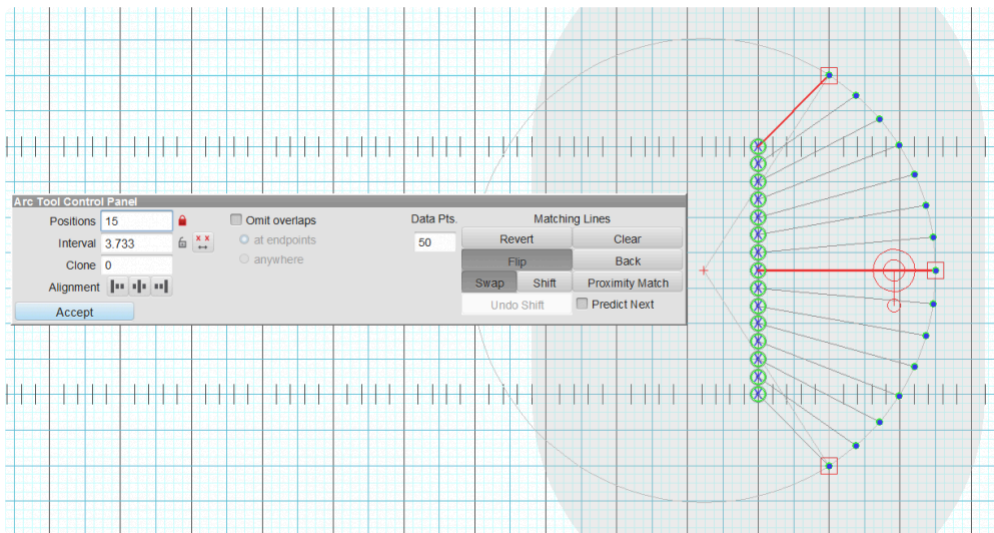 Arc Tool Control Panel
Positions 15
Omit overlaps
Data Pts.
Matching Lines
Interval 3.733
at endpoints
50
Revert
Clear
Clone 0
anywhere
Flip
Back
Alignment
Swap
Shift
Proximity Match
Accept
Undo Shift
Predict Next